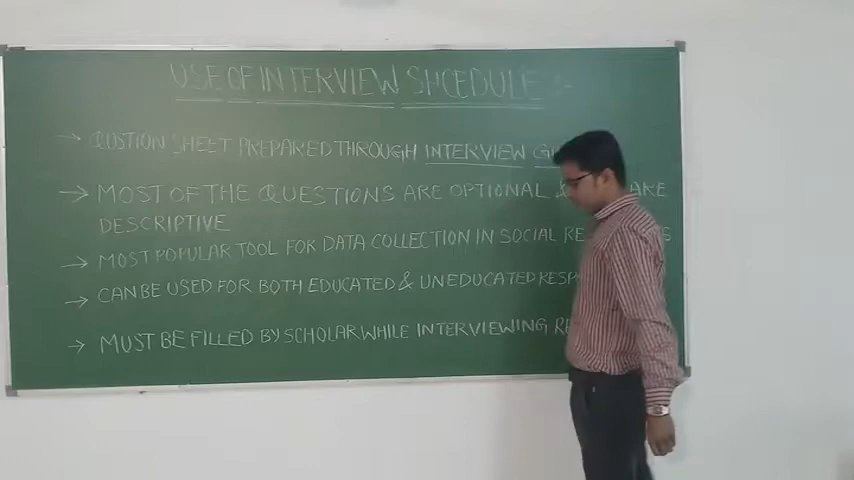 USE OF INTERVIEW SHCEDULE :-
→ QUSTION SHEET PREPARED THROUGH INTERVIEW
→ MOST OF THE QUESTIONS ARE OPTIONAL
DESCRIPTIVE
→ MOST POPULAR TOOL FOR DATA COLLECTION IN SOCIAL
→ CAN BE USED FOR BOTH EDUCATED & UNEDUCATED
→ MUST BE FILLED BY SCHOLAR WHILE INTERVIEWING